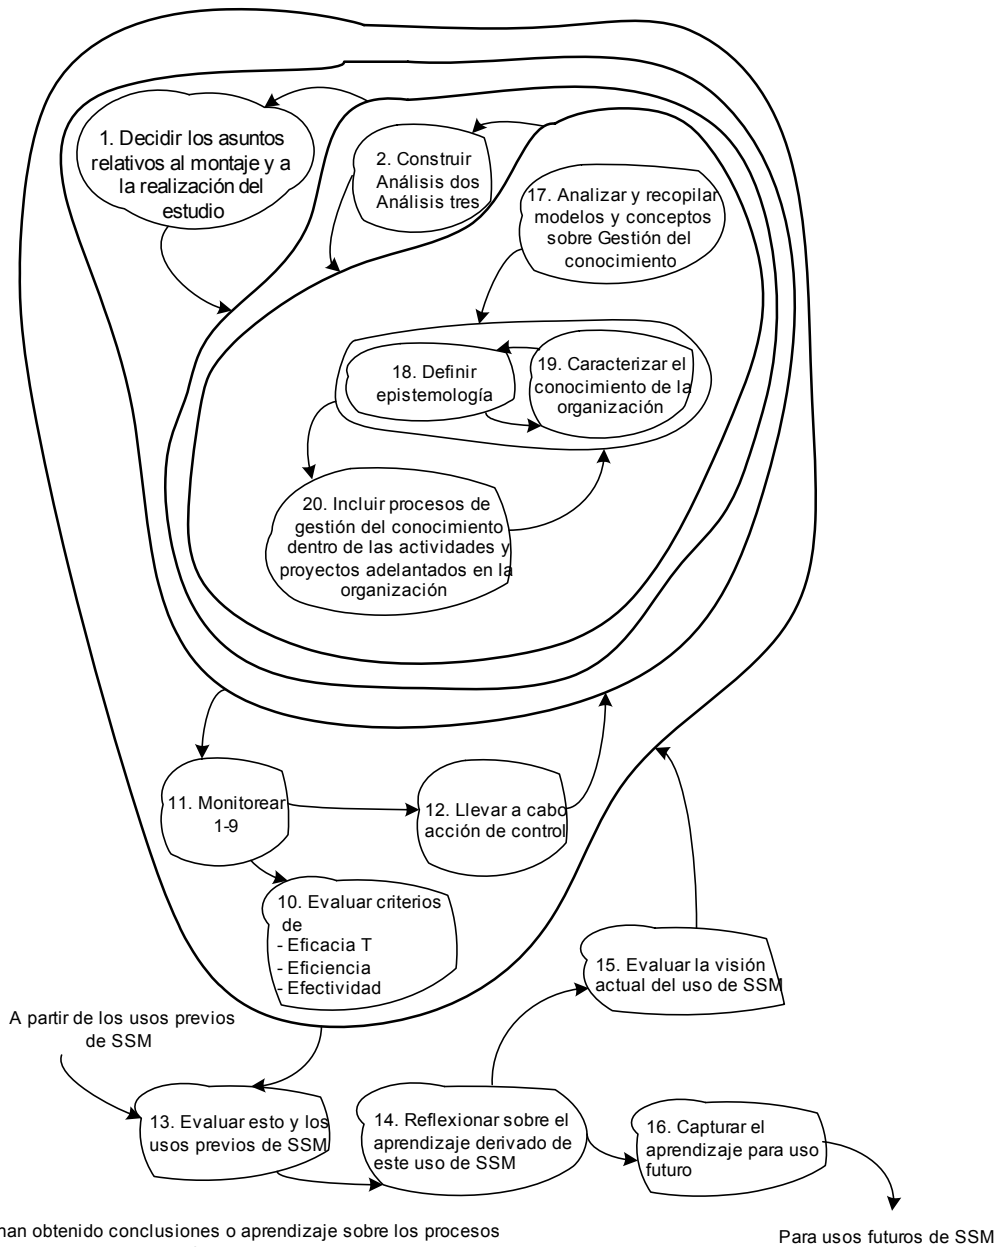 1. Decidir los asuntos
relativos al montaje y a
la realización del
estudio
2. Construir
Análisis dos
Análisis tres
17. Analizar y recopilar
modelos y conceptos
sobre Gestión del
conocimiento
18. Definir
epistemología
19. Caracterizar el
conocimiento de la
organización
20. Incluir procesos de
gestión del conocimiento
dentro de las actividades y
proyectos adelantados en la
organización
11. Monitorear
1-9
12. Llevar a cabo
acción de control
10. Evaluar criterios
de
- Eficacia T
- Eficiencia
- Efectividad
15. Evaluar la visión
actual del uso de SSM
A partir de los usos previos
de SSM
13. Evaluar esto y los
usos previos de SSM
14. Reflexionar sobre el
aprendizaje derivado de
este uso de SSM
16. Capturar el
aprendizaje para uso
futuro
han obtenido conclusiones o aprendizaje sobre los procesos
Para usos futuros de SSM